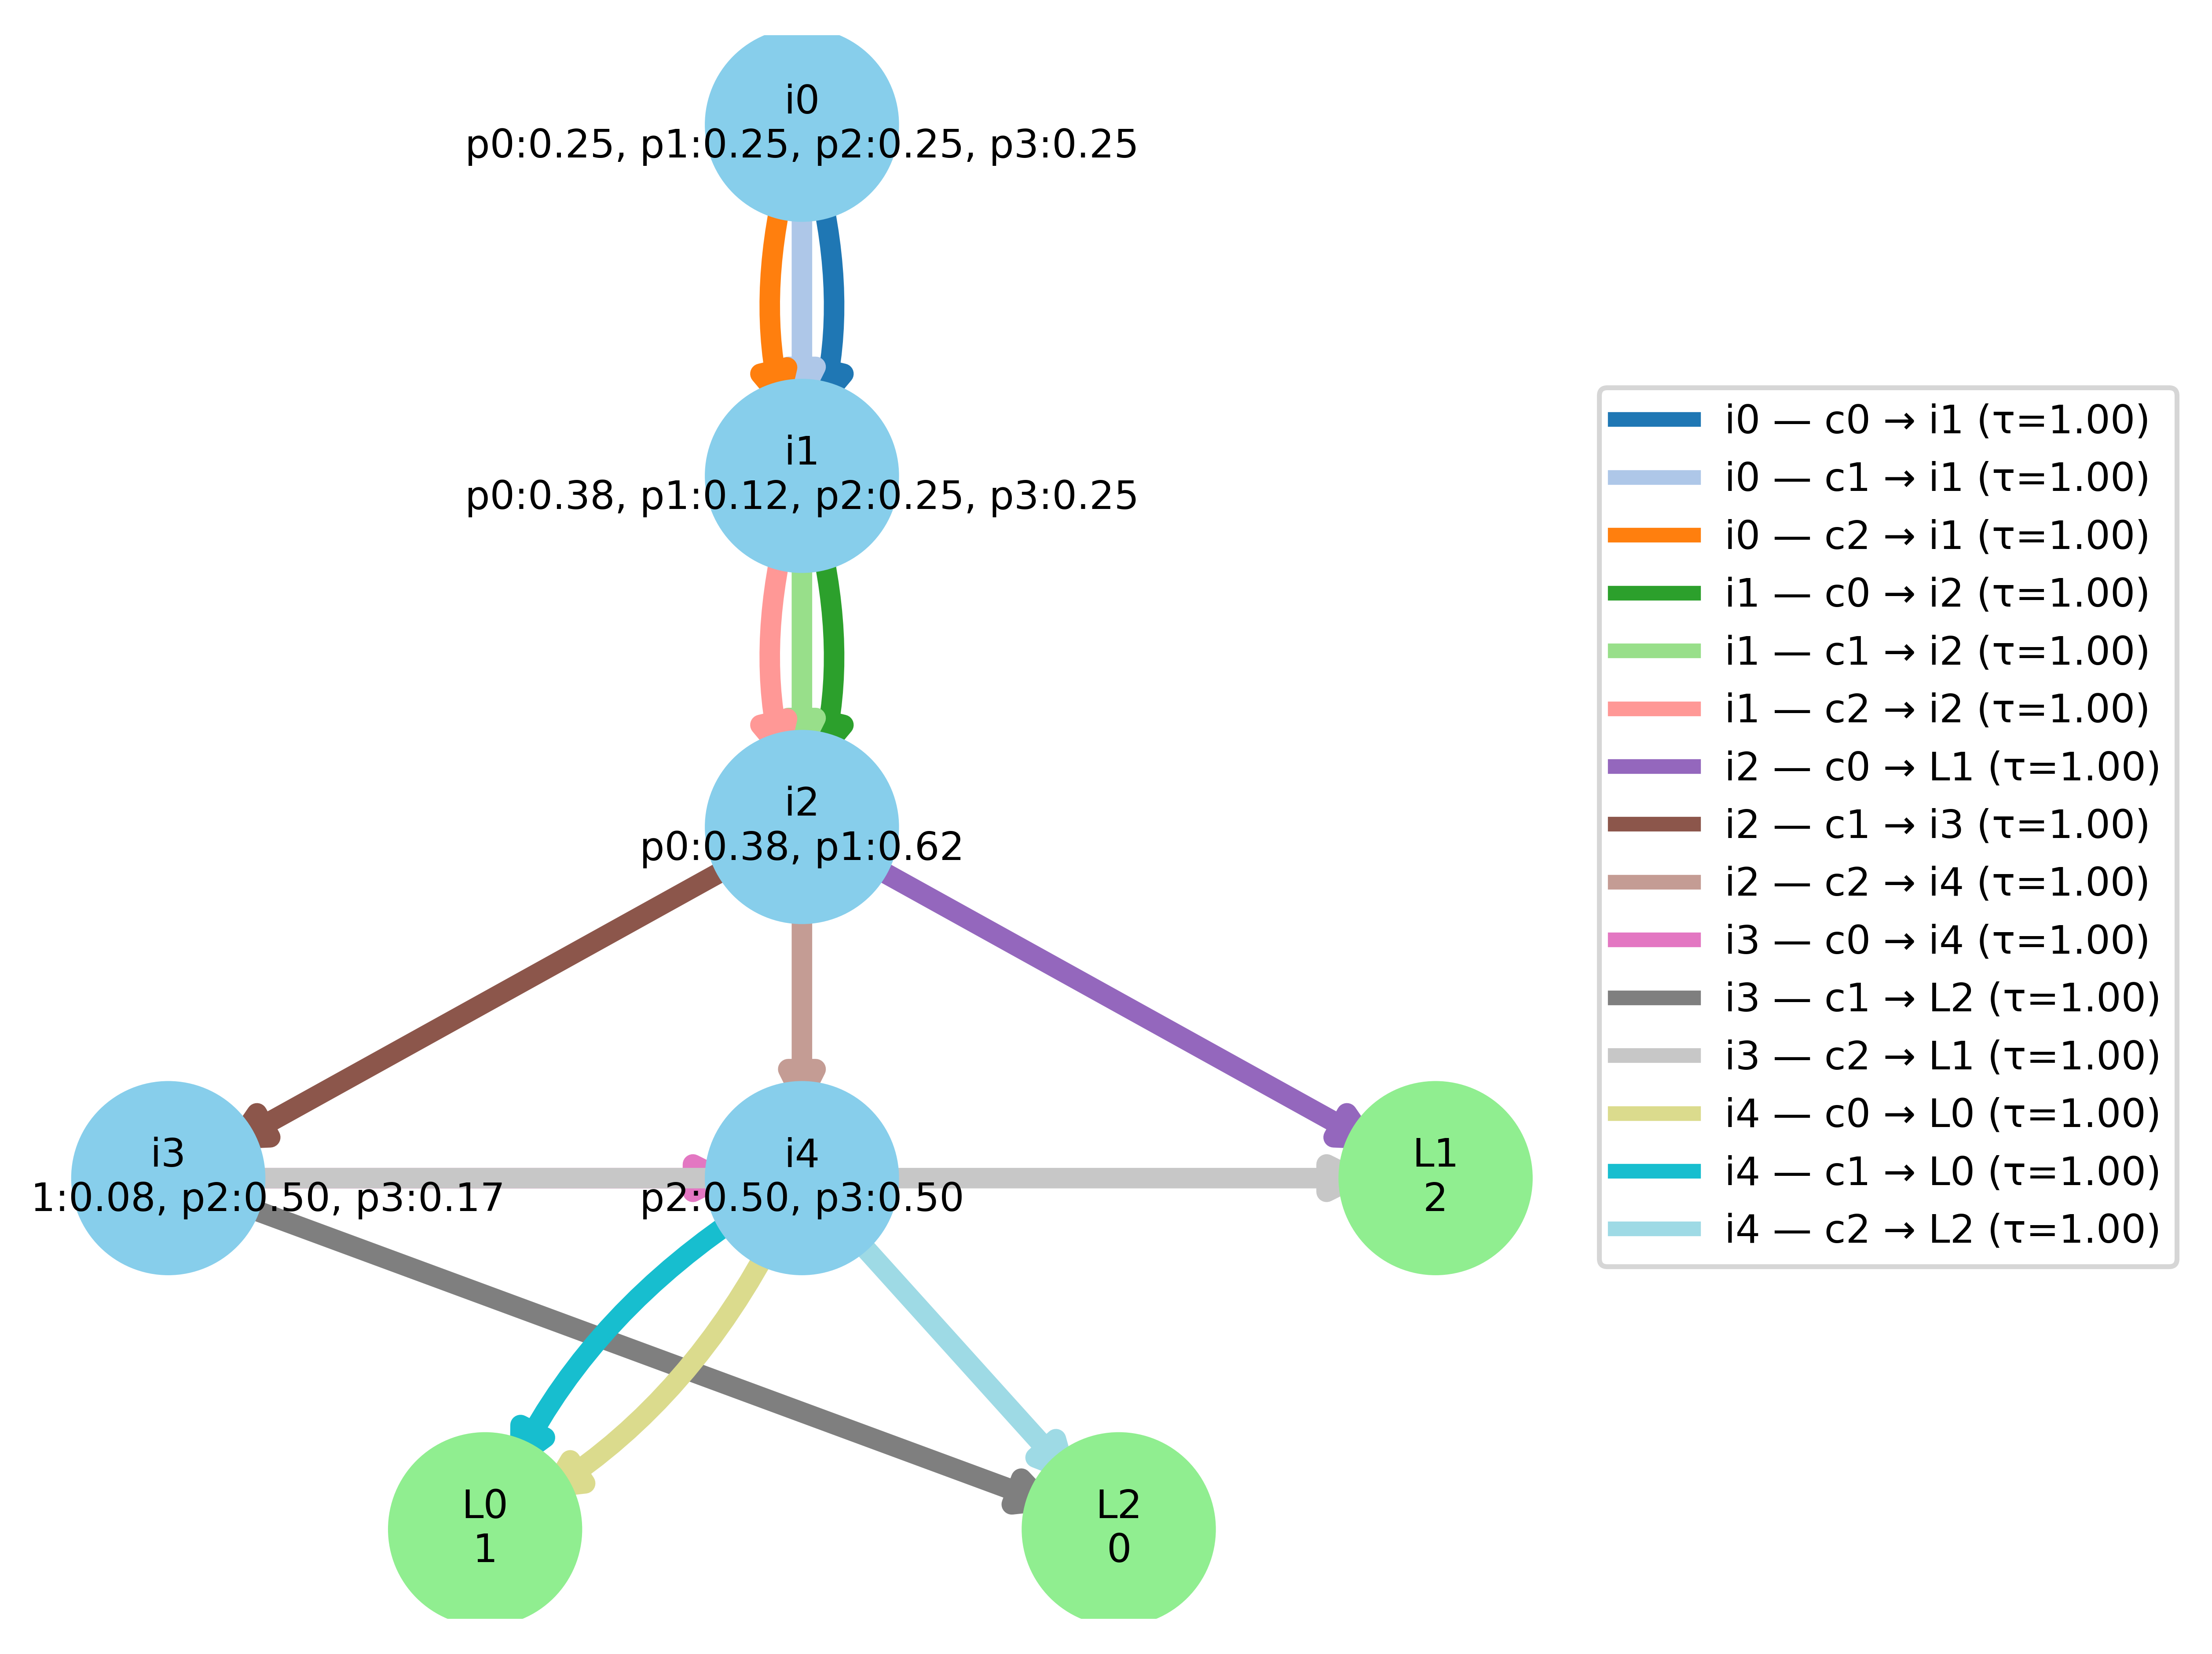 i0
p0:0.25, p1:0.25, p2:0.25, p3:0.25
i1
p0:0.38, p1:0.12, p2:0.25, p3:0.25
i2
p0:0.38, p1:0.62
i3
1:0.08, p2:0.50, p3:0.17
i4
p2:0.50, p3:0.50
L1
2
L0
1
L2
0
i0 — c0 → i1 (τ=1.00)
i0 — c1 → i1 (τ=1.00)
i0 — c2 → i1 (τ=1.00)
i1 — c0 → i2 (τ=1.00)
i1 — c1 → i2 (τ=1.00)
i1 — c2 → i2 (τ=1.00)
i2 — c0 → L1 (τ=1.00)
i2 — c1 → i3 (τ=1.00)
i2 — c2 → i4 (τ=1.00)
i3 — c0 → i4 (τ=1.00)
i3 — c1 → L2 (τ=1.00)
i3 — c2 → L1 (τ=1.00)
i4 — c0 → L0 (τ=1.00)
i4 — c1 → L0 (τ=1.00)
i4 — c2 → L2 (τ=1.00)